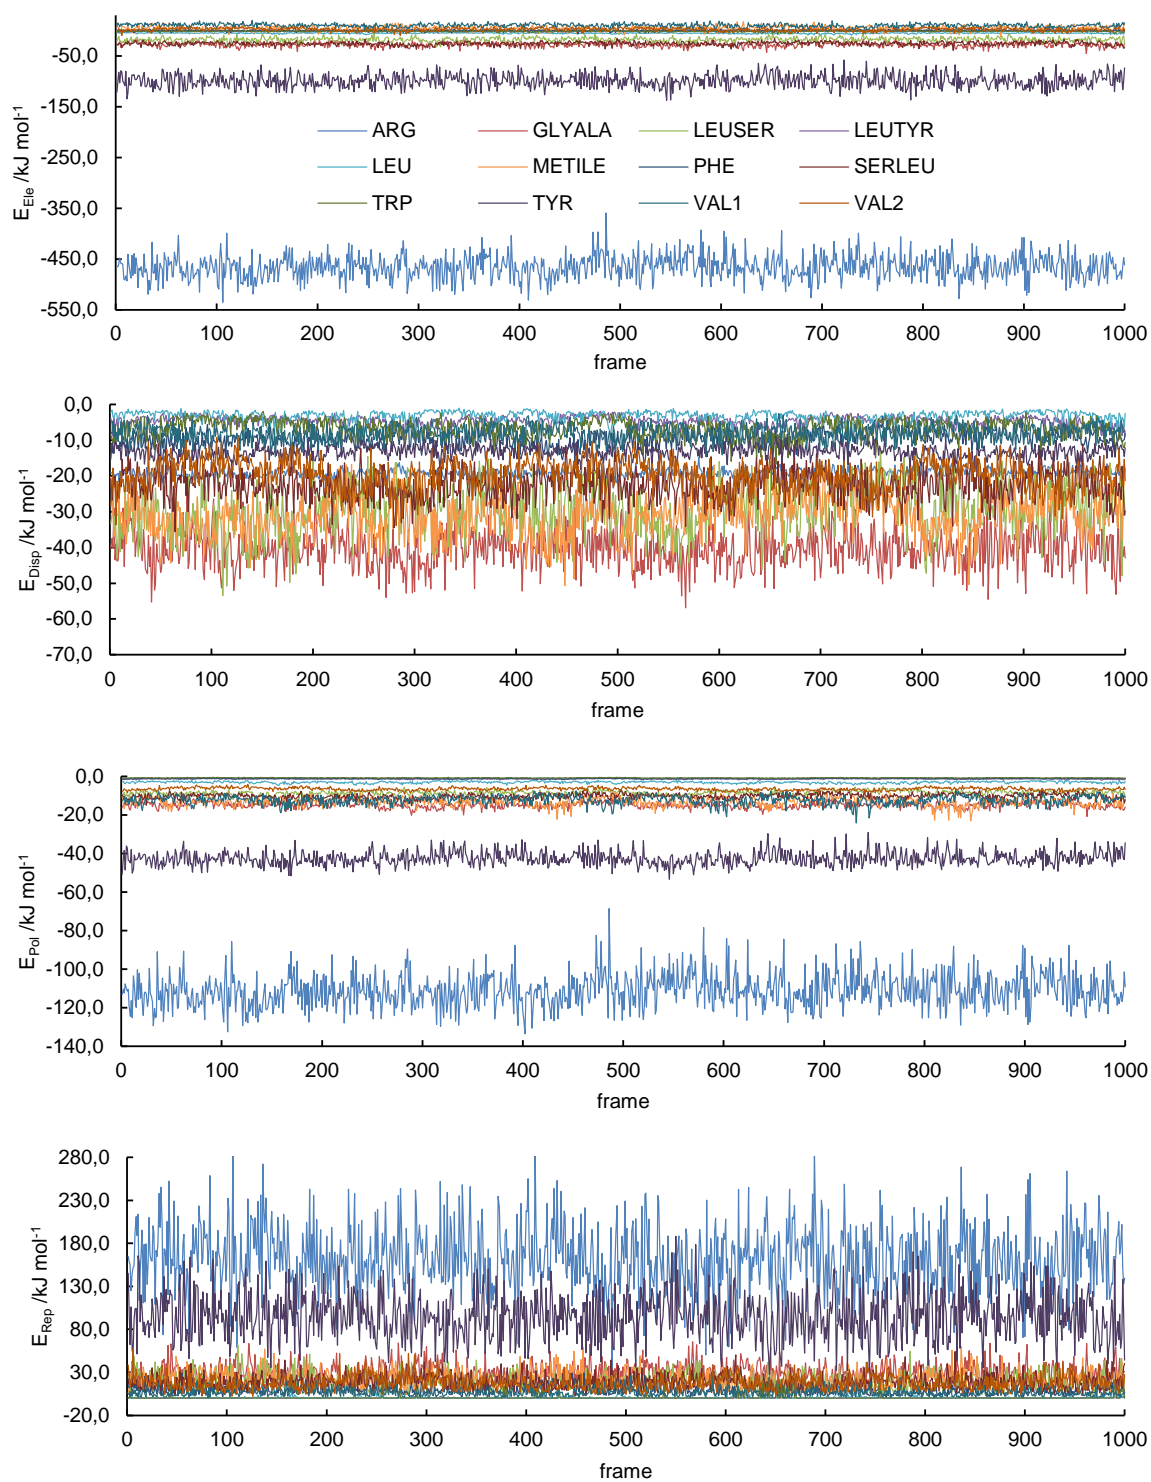 -50,0
-150,0
-250,0
-350,0
-450,0
-550,0
E_Ele /kJ mol⁻¹
ARG GLYALA LEUSER LEUTYR
LEU METILE PHE SERLEU
TRP TYR VAL1 VAL2
0 100 200 300 400 500 600 700 800 900 1000
frame
0,0
-10,0
-20,0
-30,0
-40,0
-50,0
-60,0
-70,0
E_Disp /kJ mol⁻¹
0 100 200 300 400 500 600 700 800 900 1000
frame
0,0
-20,0
-40,0
-60,0
-80,0
-100,0
-120,0
-140,0
E_Pol /kJ mol⁻¹
0 100 200 300 400 500 600 700 800 900 1000
frame
280,0
230,0
180,0
130,0
80,0
30,0
-20,0
E_Rep /kJ mol⁻¹
0 100 200 300 400 500 600 700 800 900 1000
frame